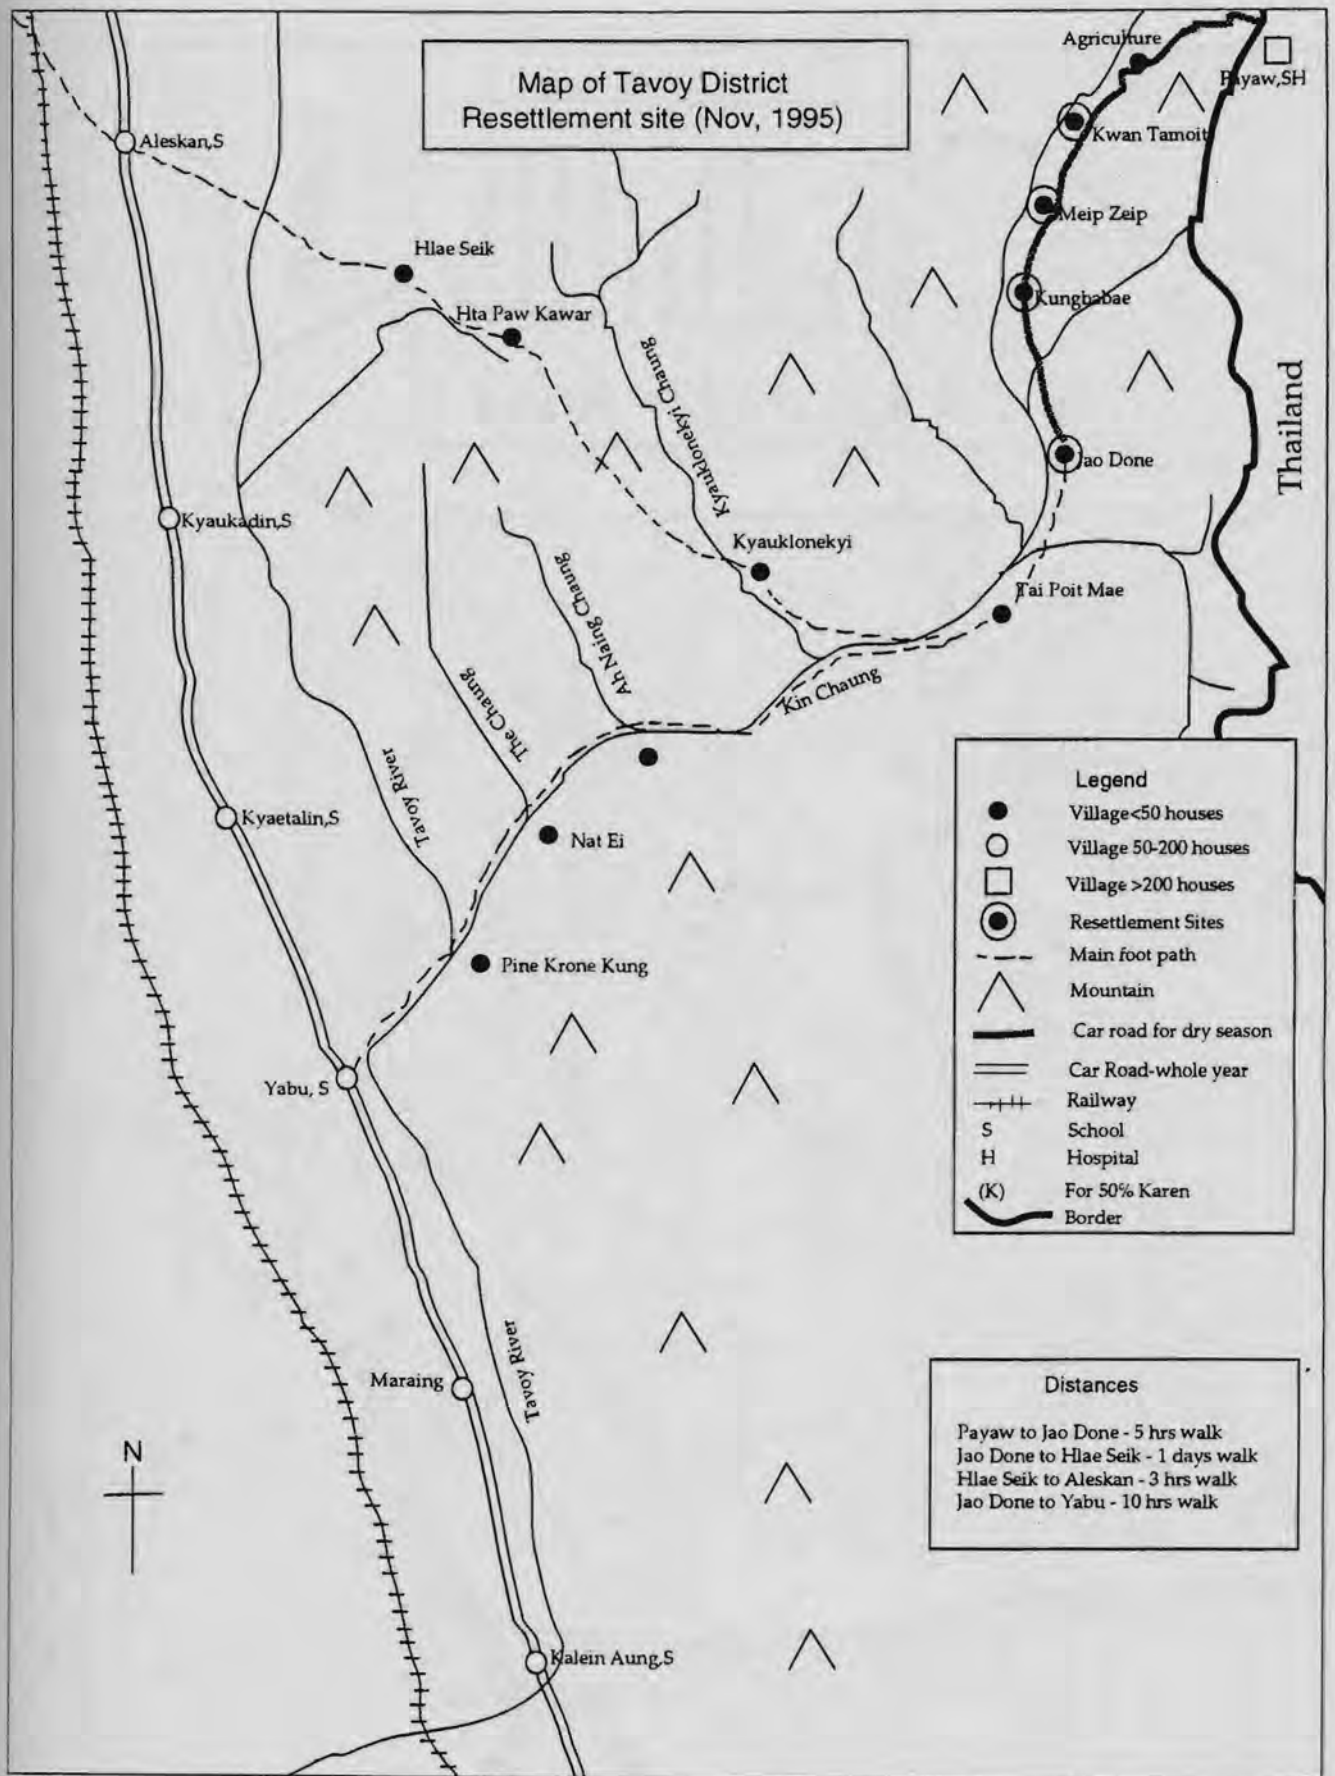 Map of Tavoy District
Resettlement site (Nov, 1995)
Agriculture
Payaw,SH
Kwan Tamoit
Aleskan,S
Meip Zeip
Hlae Seik
Kungbabae
Hta Paw Kawar
Kyauklonekyi Chaung
Thailand
Jao Done
Kyaukadin,S
Kyauklonekyi
Ah Naing Chaung
Tai Poit Mae
The Chaung
Kin Chaung
Tavoy River
Kyaetalin,S
Nat Ei
Pine Krone Kung
Yabu, S
Legend
Village<50 houses
Village 50-200 houses
Village >200 houses
Resettlement Sites
Main foot path
Mountain
Car road for dry season
Car Road-whole year
Railway
S School
H Hospital
(K) For 50% Karen
Border
Maraing
Tavoy River
Distances
Payaw to Jao Done - 5 hrs walk
Jao Done to Hlae Seik - 1 days walk
Hlae Seik to Aleskan - 3 hrs walk
Jao Done to Yabu - 10 hrs walk
N
Kalein Aung,S